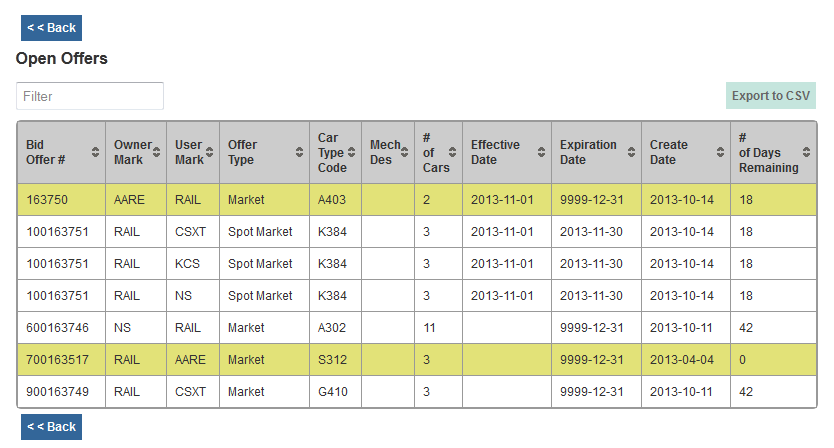 < < Back
Open Offers
Filter
Export to CSV
Bid Offer # Owner Mark User Mark Offer Type Car Type Code Mech Des # of Cars Effective Date Expiration Date Create Date # of Days Remaining
163750 AARE RAIL Market A403 2 2013-11-01 9999-12-31 2013-10-14 18
100163751 RAIL CSXT Spot Market K384 3 2013-11-01 2013-11-30 2013-10-14 18
100163751 RAIL KCS Spot Market K384 3 2013-11-01 2013-11-30 2013-10-14 18
100163751 RAIL NS Spot Market K384 3 2013-11-01 2013-11-30 2013-10-14 18
600163746 NS RAIL Market A302 11 9999-12-31 2013-10-11 42
700163517 RAIL AARE Market S312 3 9999-12-31 2013-04-04 0
900163749 RAIL CSXT Market G410 3 9999-12-31 2013-10-11 42
< < Back